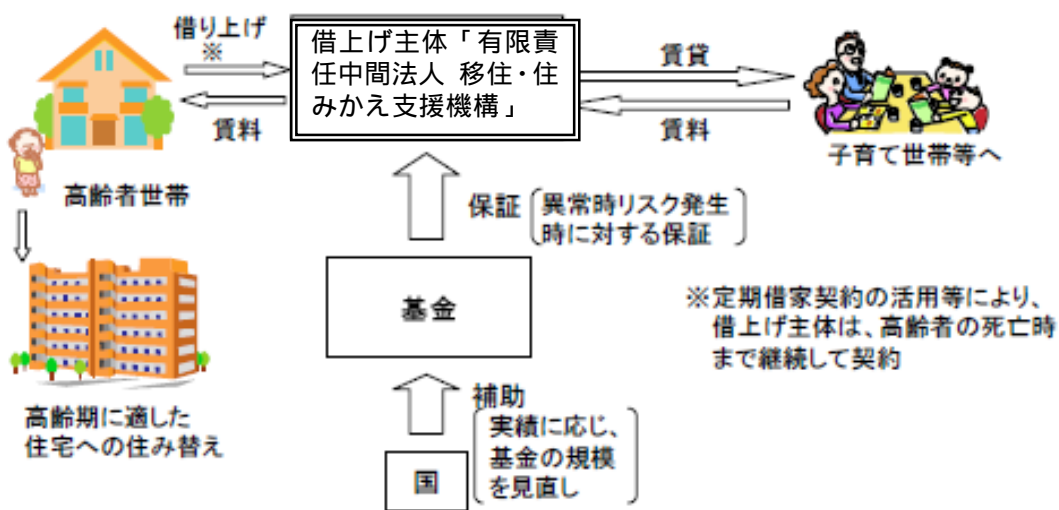 借り上げ
※
借上げ主体「有限責
任中間法人 移住・住
みかえ支援機構」
賃貸
賃料
賃料
高齢者世帯
子育て世帯等へ
保証
異常時リスク発生
時に対する保証
基金
※定期借家契約の活用等により、
借上げ主体は、高齢者の死亡時
まで継続して契約
高齢期に適した
住宅への住み替え
補助
実績に応じ、
基金の規模
を見直し
国